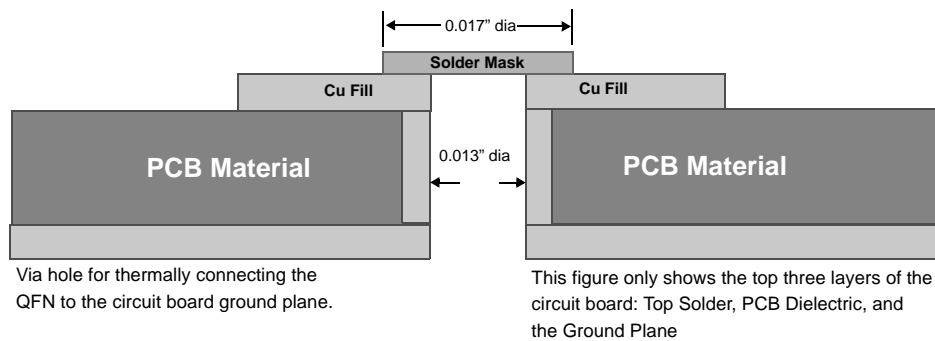 0.017” dia
Solder Mask
Cu Fill
Cu Fill
PCB Material
0.013” dia
PCB Material
Via hole for thermally connecting the
QFN to the circuit board ground plane.
This figure only shows the top three layers of the
circuit board: Top Solder, PCB Dielectric, and
the Ground Plane